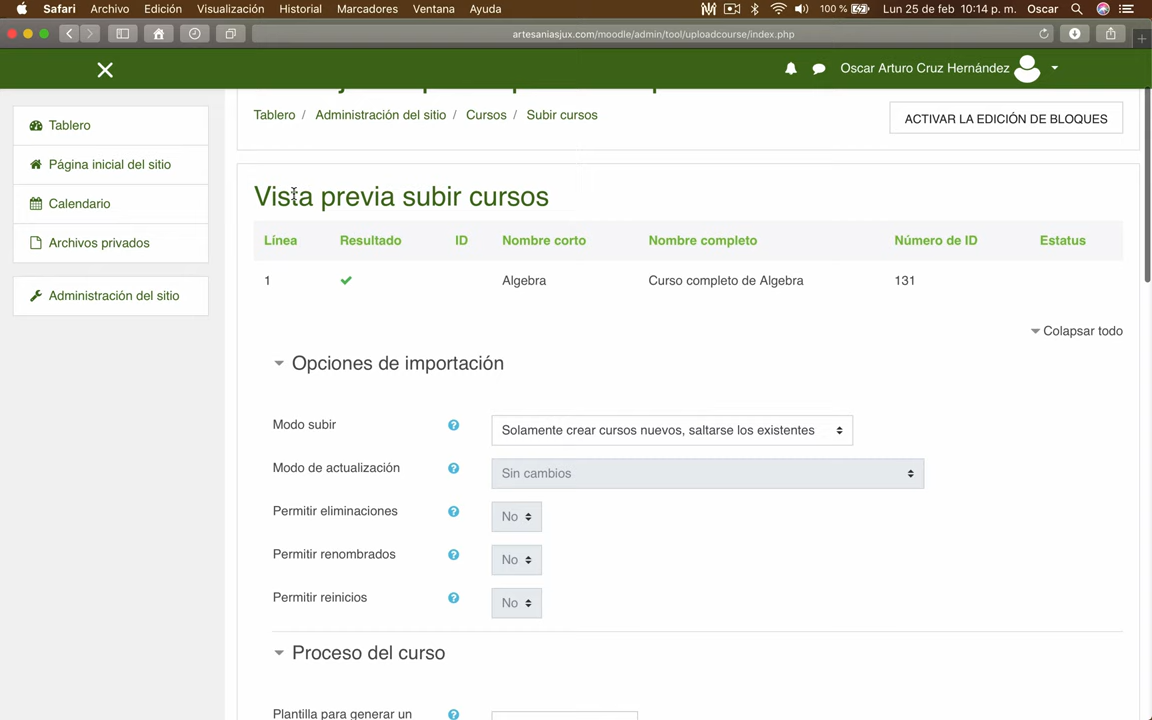 Safari Archivo Edición Visualización Historial Marcadores Ventana Ayuda 100 % Lun 25 de feb 10:14 p. m. Oscar
artesaniasjux.com/moodle/admin/tool/uploadcourse/index.php
Oscar Arturo Cruz Hernández
Tablero / Administración del sitio / Cursos / Subir cursos
ACTIVAR LA EDICIÓN DE BLOQUES
Tablero
Página inicial del sitio
Calendario
Archivos privados
Administración del sitio
Vista previa subir cursos
Línea Resultado ID Nombre corto Nombre completo Número de ID Estatus
1 Algebra Curso completo de Algebra 131
Colapsar todo
Opciones de importación
Modo subir Solamente crear cursos nuevos, saltarse los existentes
Modo de actualización Sin cambios
Permitir eliminaciones No
Permitir renombrados No
Permitir reinicios No
Proceso del curso
Plantilla para generar un